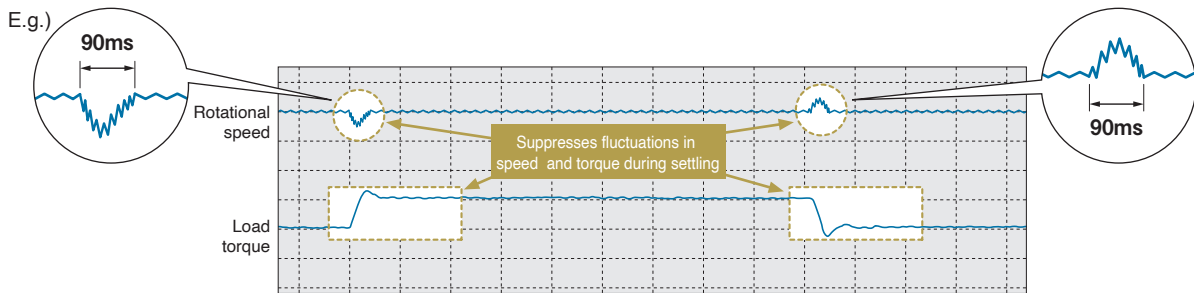 E.g.)
90ms
Rotational
speed
Suppresses fluctuations in
speed and torque during settling
90ms
Load
torque